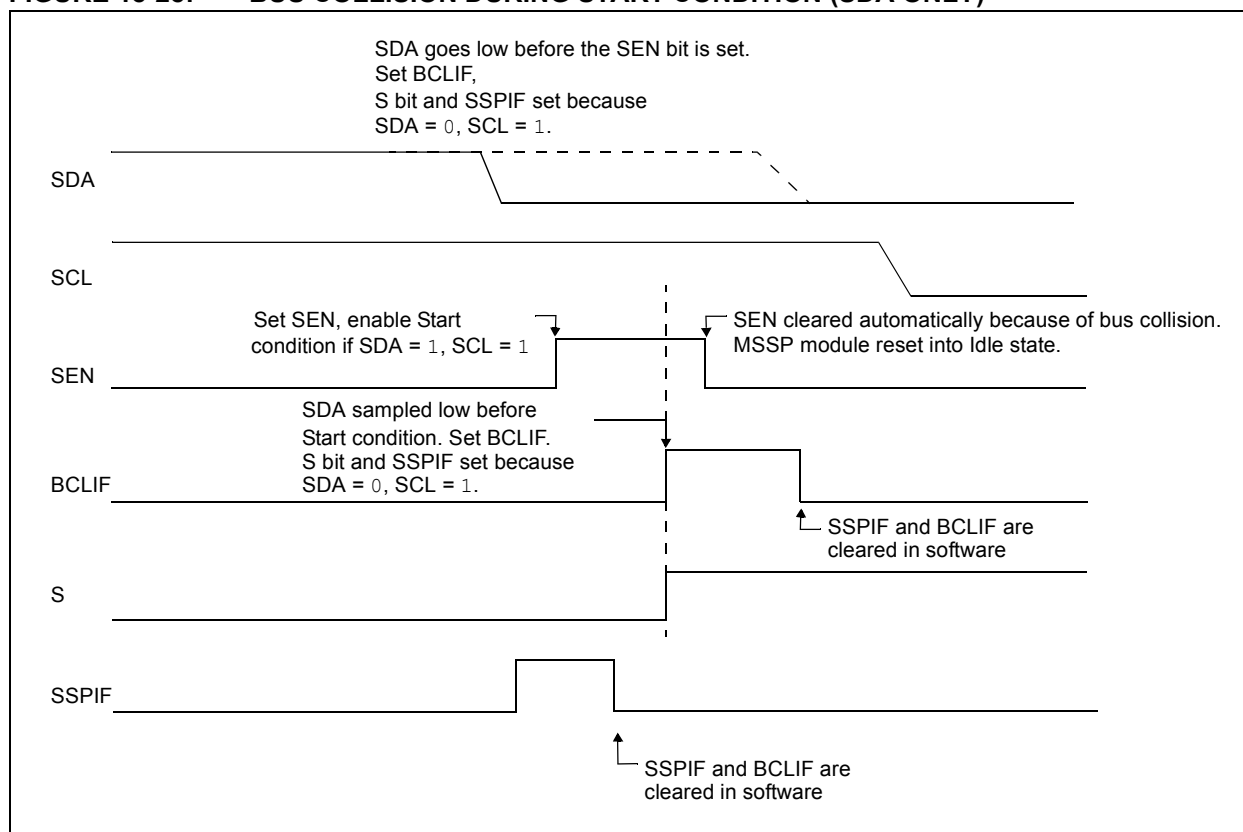 SDA goes low before the SEN bit is set.
Set BCLIF,
S bit and SSPIF set because
SDA = 0, SCL = 1.
SDA
SCL
Set SEN, enable Start
condition if SDA = 1, SCL = 1
SEN cleared automatically because of bus collision.
MSSP module reset into Idle state.
SEN
SDA sampled low before
Start condition. Set BCLIF.
S bit and SSPIF set because
SDA = 0, SCL = 1.
BCLIF
SSPIF and BCLIF are
cleared in software
S
SSPIF
SSPIF and BCLIF are
cleared in software